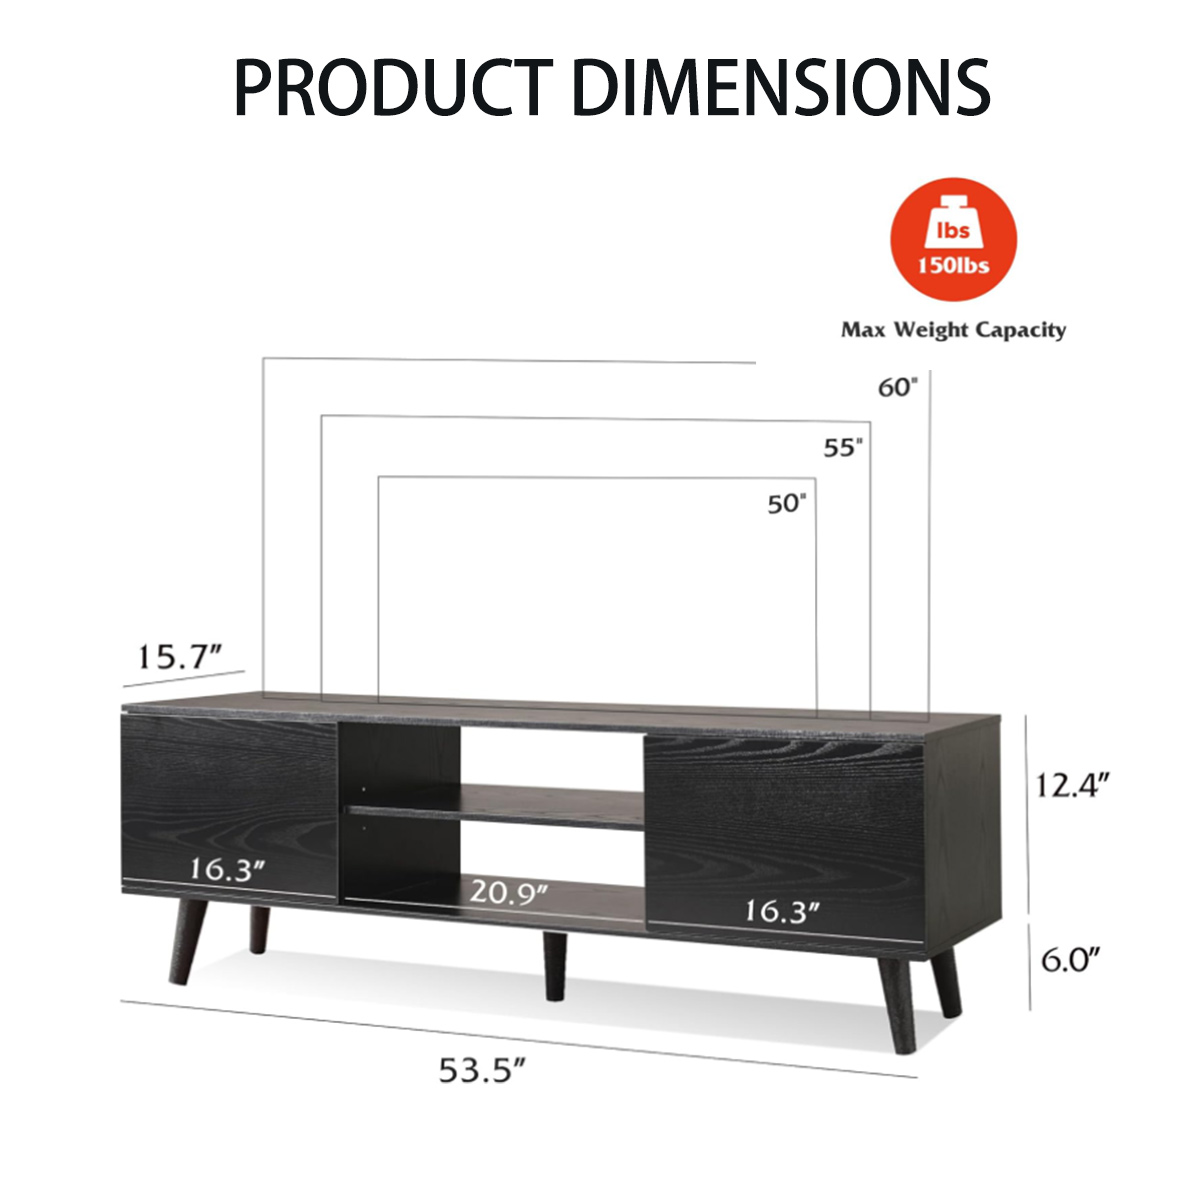 PRODUCT DIMENSIONS
lbs
150lbs
Max Weight Capacity
60"
55"
50"
15.7″
12.4″
16.3″
20.9″
16.3″
6.0″
53.5″